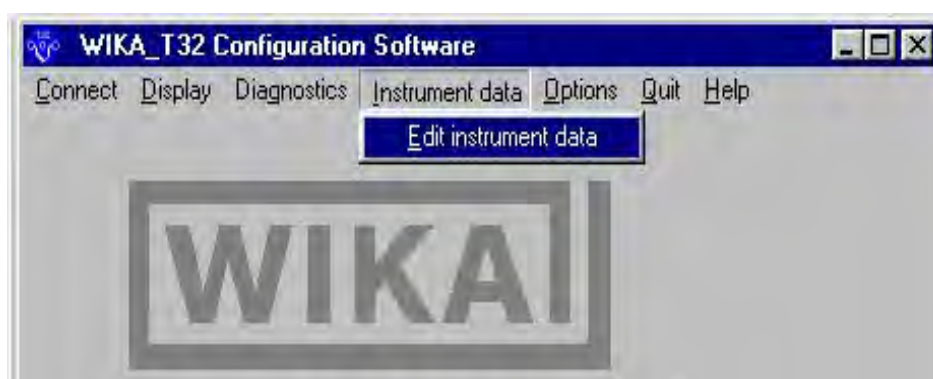 WIKA_T32 Configuration Software
Connect Display Diagnostics Instrument data Options Quit Help
Edit instrument data
WIKA